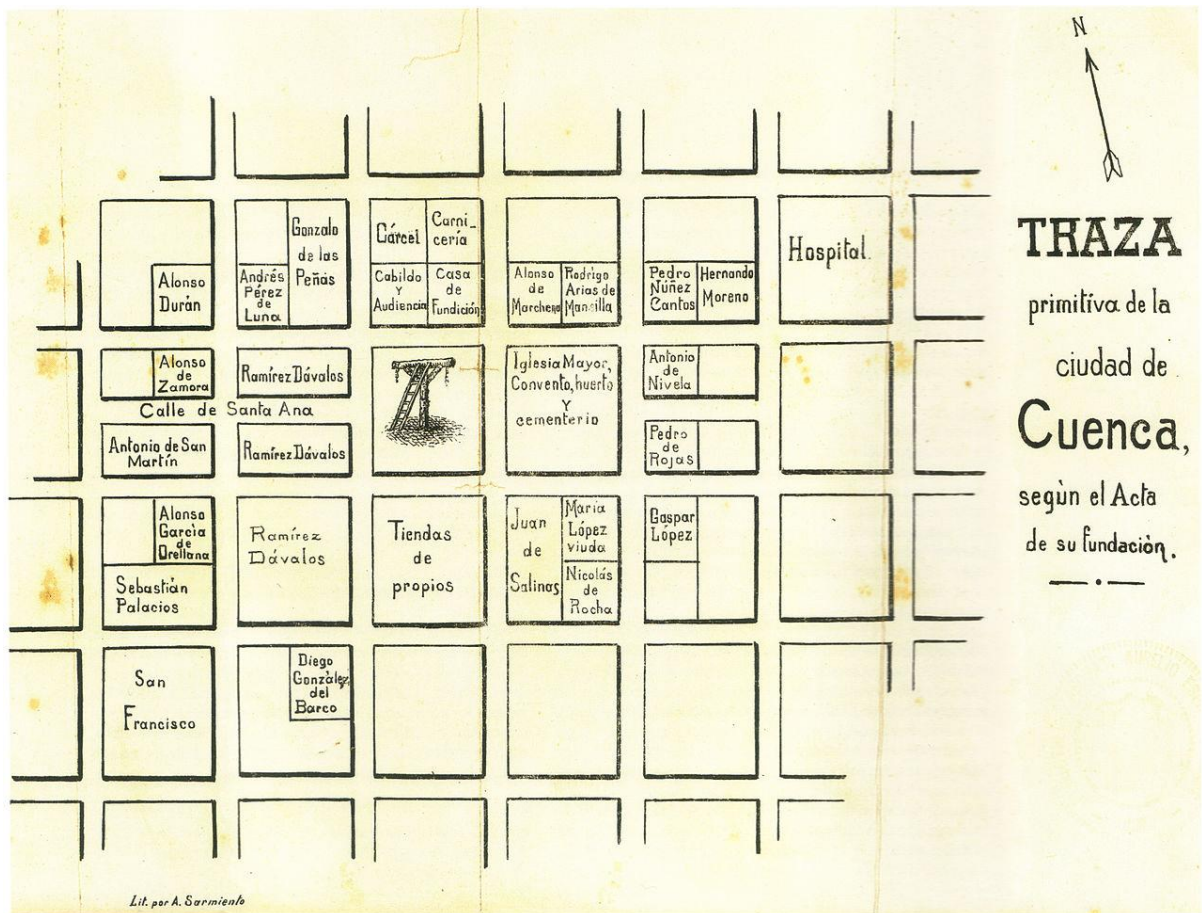 N
TRAZA
primitiva de la
ciudad de
Cuenca,
según el Acta
de su fundación.
Alonso
Durán
Andrés
Pérez
de
Luna
Gonzalo
de las
Peñas
Cárcel
Carni_
cería
Cabildo
y
Audiencia
Casa
de
Fundición
Alonso
de
Marchena
Rodrigo
Arias de
Mansilla
Pedro
Núñez
Cantos
Hernando
Moreno
Hospital.
Alonso
de
Zamora
Ramírez Dávalos
Calle de Santa Ana
Antonio de San
Martín
Ramírez Dávalos
Iglesia Mayor,
Convento, huerto
Y
cementerio
Antonio
de
Nivela
Pedro
de
Rojas
Alonso
García
de
Orellana
Sebastián
Palacios
Ramírez
Dávalos
Tiendas
de
propios
Juan
de
Salinas
María
López
viuda
Nicolás
de
Rocha
Gaspar
López
San
Francisco
Diego
González
del
Barco
Lit. por A. Sarmiento